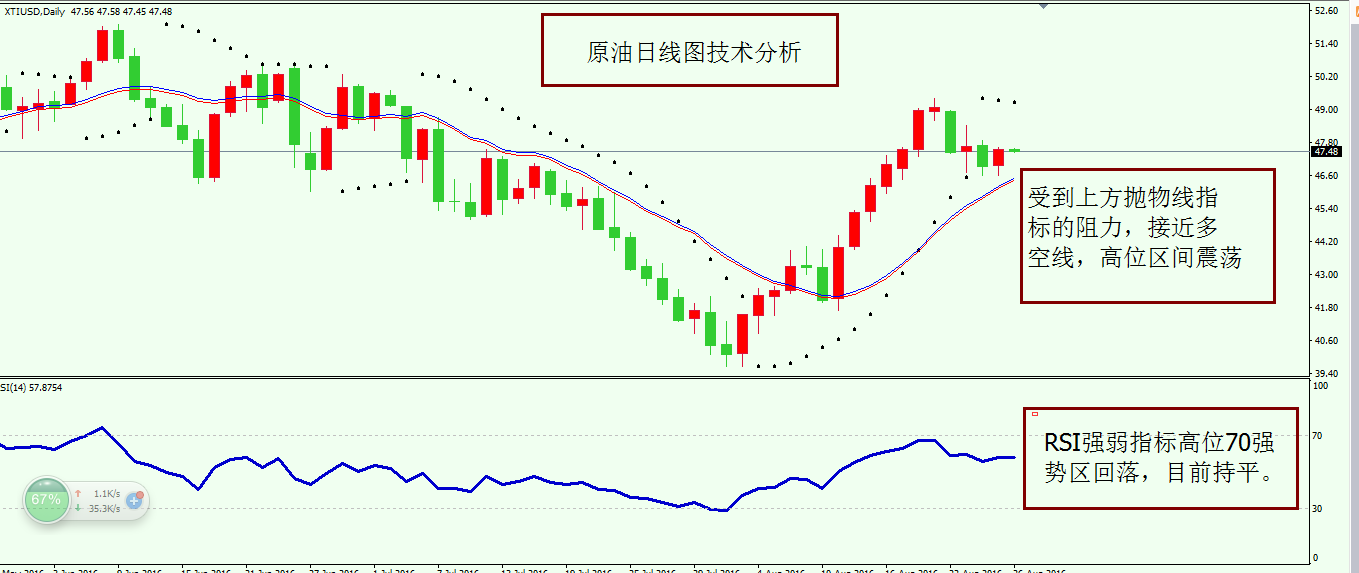 XTIUSD,Daily 47.56 47.58 47.45 47.48
原油日线图技术分析
52.60
51.40
50.20
49.00
47.80
47.48
46.60
45.40
44.20
43.00
41.80
40.60
39.40
受到上方抛物线指
标的阻力，接近多
空线，高位区间震荡
SI(14) 57.8754
100
70
30
0
RSI强弱指标高位70强
势区回落，目前持平。
67%
1.1K/s
35.3K/s